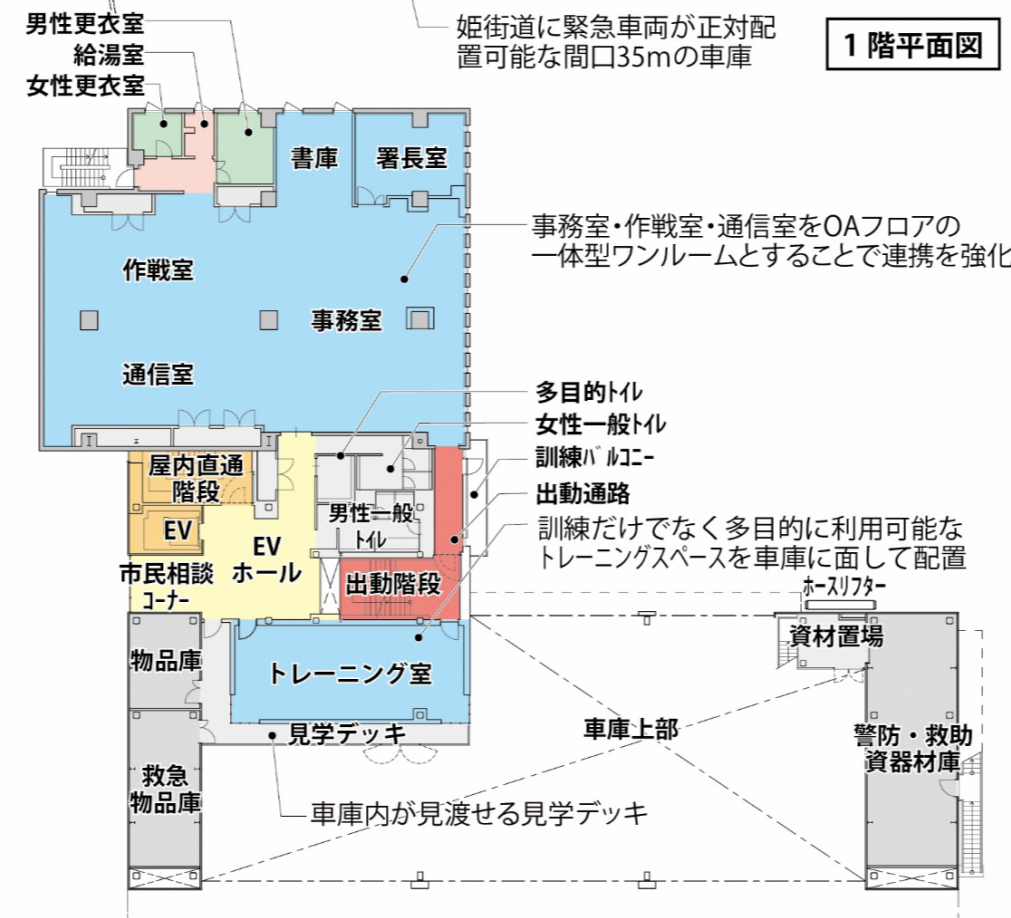 男性更衣室
給湯室
女性更衣室
姫街道に緊急車両が正対配
置可能な間口35mの車庫
1階平面図
書庫
署長室
事務室・作戦室・通信室をOAフロアの
一体型ワンルームとすることで連携を強化
作戦室
事務室
通信室
多目的ﾄｲﾚ
女性一般ﾄｲﾚ
訓練ﾊﾞﾙｺﾆｰ
出動通路
屋内直通
階段
男性一般
ﾄｲﾚ
EV
EV
ホール
訓練だけでなく多目的に利用可能な
トレーニングスペースを車庫に面して配置
市民相談
ｺｰﾅｰ
出動階段
ﾎｰｽﾘﾌﾀｰ
資材置場
物品庫
トレーニング室
見学デッキ
車庫上部
警防・救助
資器材庫
救急
物品庫
車庫内が見渡せる見学デッキ